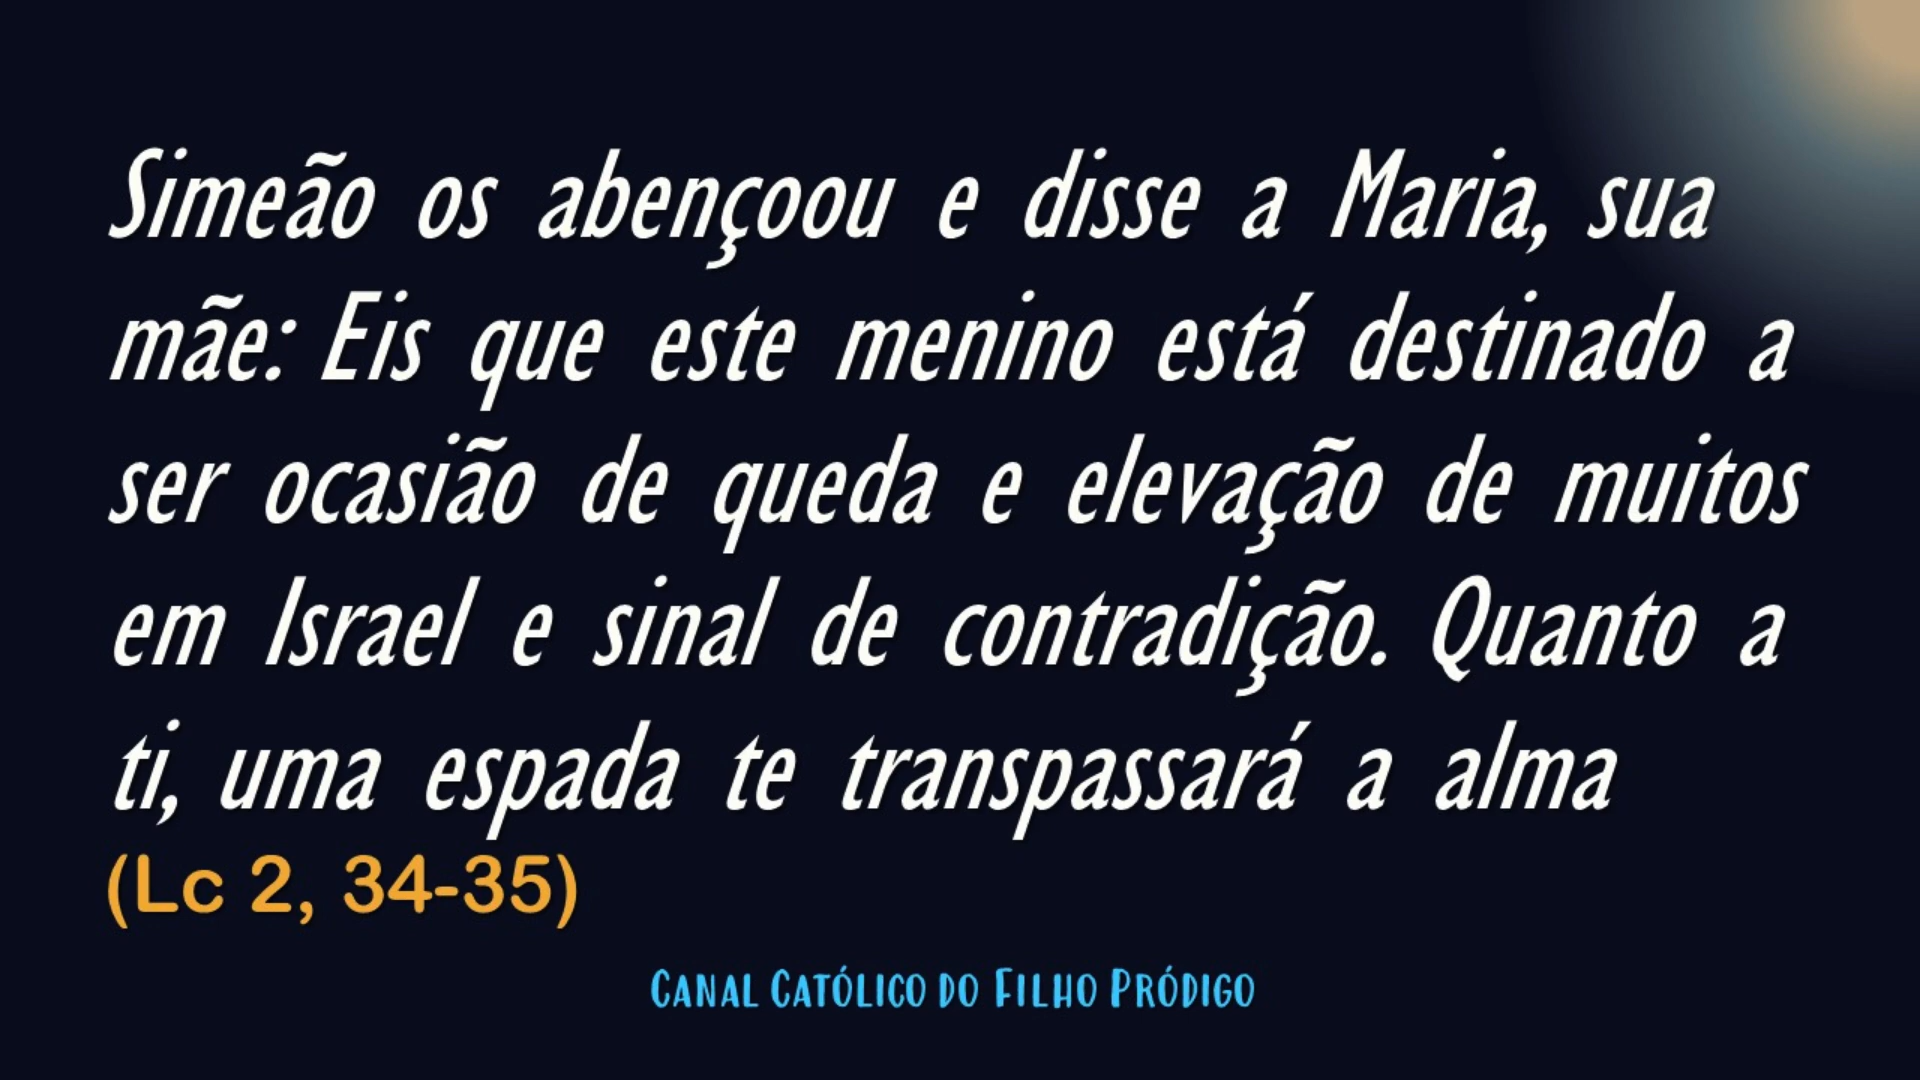 Simeão os abençoou e disse a Maria, sua
mãe: Eis que este menino está destinado a
ser ocasião de queda e elevação de muitos
em Israel e sinal de contradição. Quanto a
ti, uma espada te transpassará a alma
(Lc 2, 34-35)
Canal Católico do Filho Pródigo